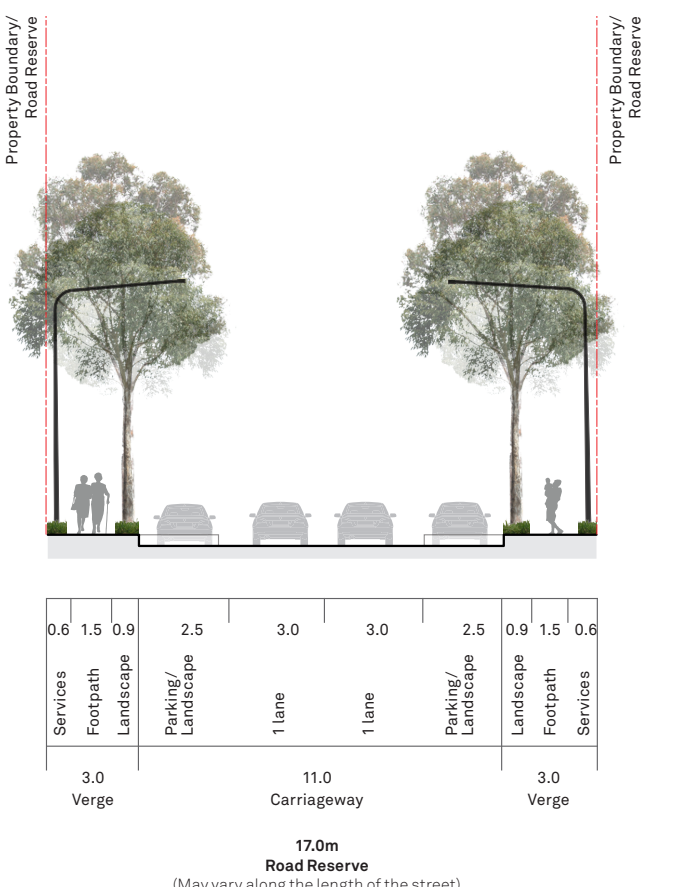 Property Boundary/
Road Reserve
Property Boundary/
Road Reserve
0.6 1.5 0.9 2.5 3.0 3.0 2.5 0.9 1.5 0.6
Services
Footpath
Landscape
Parking/
Landscape
1 lane
1 lane
Parking/
Landscape
Landscape
Footpath
Services
3.0 11.0 3.0
Verge Carriageway Verge
17.0m
Road Reserve
(May vary along the length of the street)